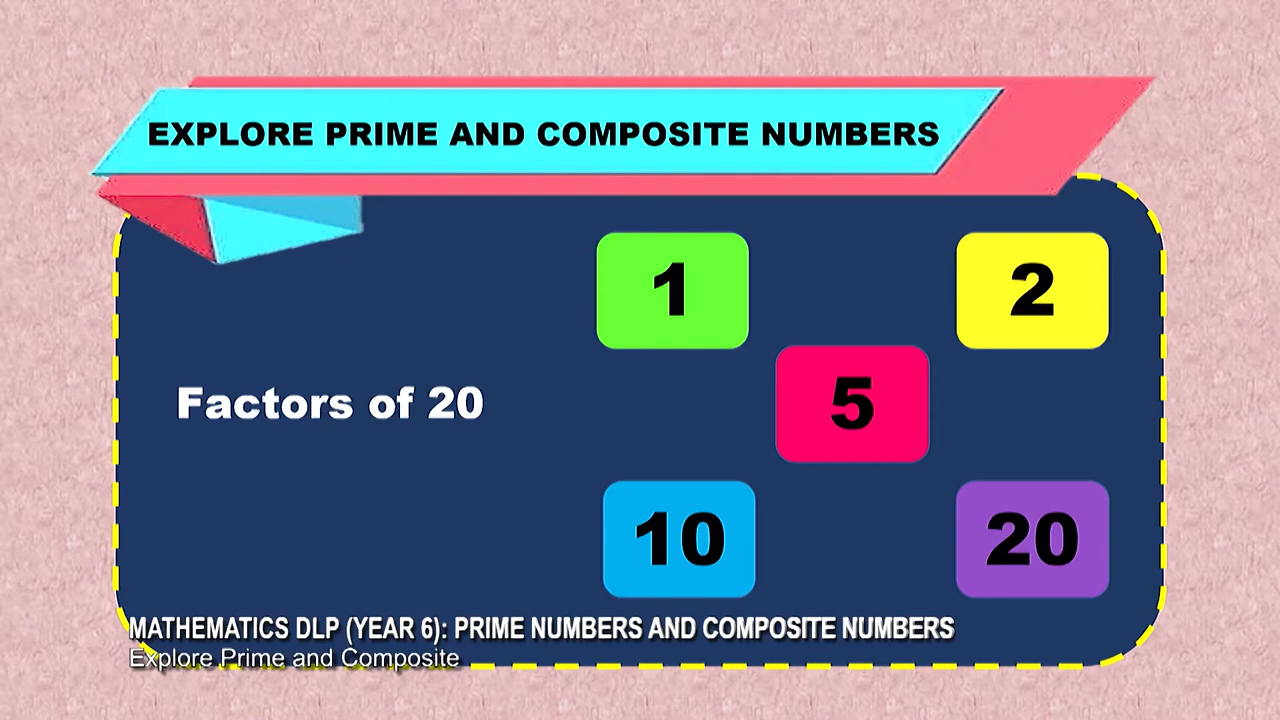 EXPLORE PRIME AND COMPOSITE NUMBERS
1
2
Factors of 20
5
10
20
MATHEMATICS DLP (YEAR 6): PRIME NUMBERS AND COMPOSITE NUMBERS
Explore Prime and Composite